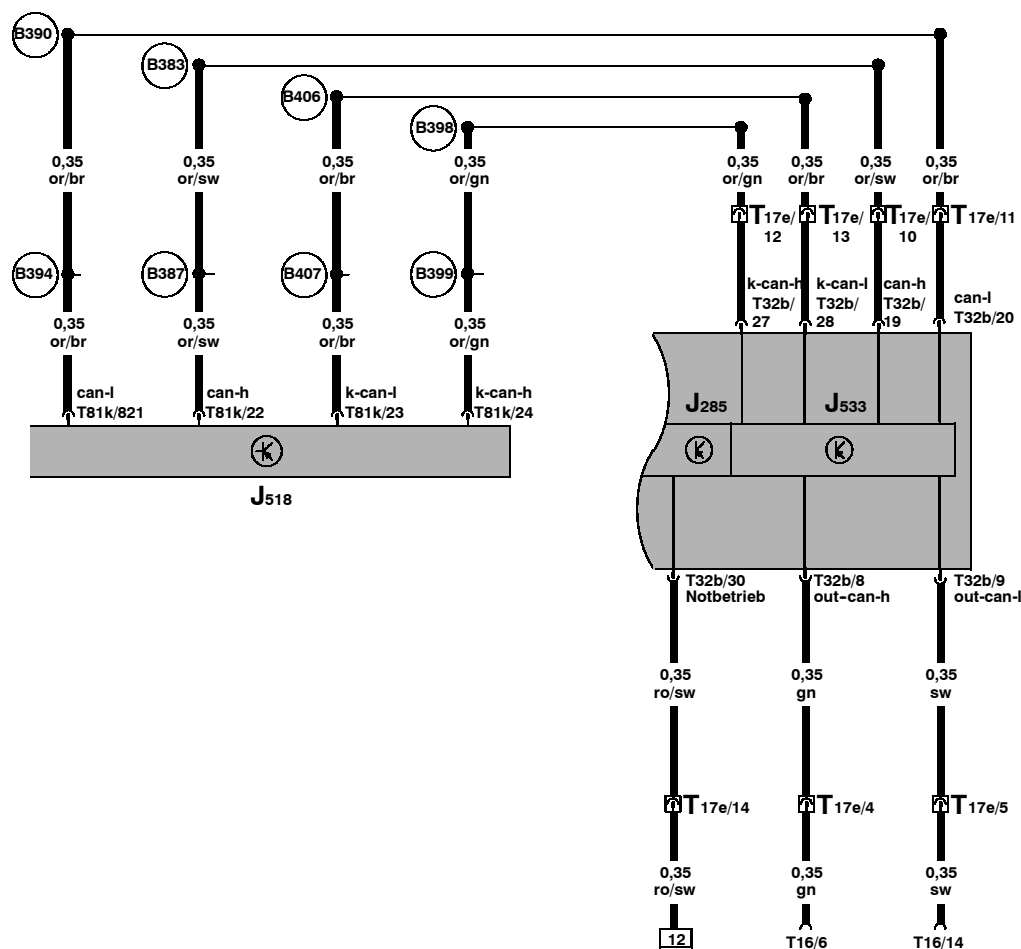 B390
B383
B406
B398
0,35 0,35 0,35 0,35 0,35 0,35 0,35 0,35
or/br or/sw or/br or/gn or/gn or/br or/sw or/br
T17e/ T17e/ T17e/ T17e/11
12 13 10
B394 B387 B407 B399
k-can-h k-can-l can-h can-l
T32b/ T32b/ T32b/ T32b/20
27 28 19
0,35 0,35 0,35 0,35
or/br or/sw or/br or/gn
can-l can-h k-can-l k-can-h
T81k/821 T81k/22 T81k/23 T81k/24
J285 J533
J518
T32b/30 T32b/8 T32b/9
Notbetrieb out-can-h out-can-l
0,35 0,35 0,35
ro/sw gn sw
T17e/14 T17e/4 T17e/5
0,35 0,35 0,35
ro/sw gn sw
12 T16/6 T16/14